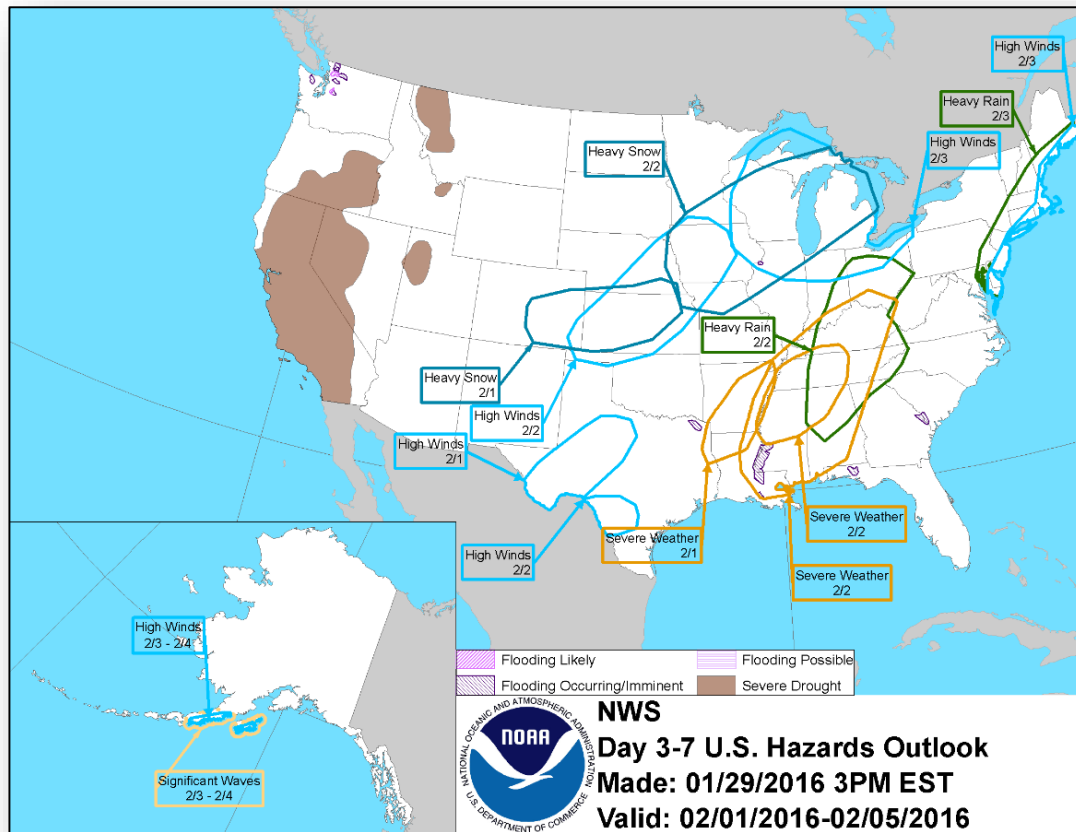 High Winds
2/3
Heavy Rain
2/3
High Winds
2/3
Heavy Snow
2/2
Heavy Rain
2/2
Heavy Snow
2/1
High Winds
2/2
High Winds
2/1
Severe Weather
2/2
Severe Weather
2/1
High Winds
2/2
Severe Weather
2/2
High Winds
2/3 - 2/4
Significant Waves
2/3 - 2/4
Flooding Likely
Flooding Possible
Flooding Occurring/Imminent
Severe Drought
NATIONAL OCEANIC AND ATMOSPHERIC ADMINISTRATION
NOAA
U.S. DEPARTMENT OF COMMERCE
NWS
Day 3-7 U.S. Hazards Outlook
Made: 01/29/2016 3PM EST
Valid: 02/01/2016-02/05/2016